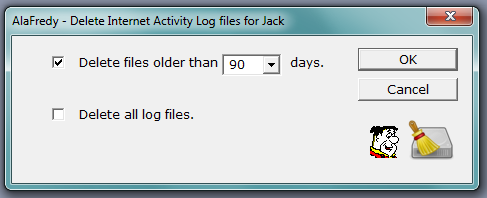 AlaFredy - Delete Internet Activity Log files for Jack
Delete files older than 90 days.
OK
Cancel
Delete all log files.